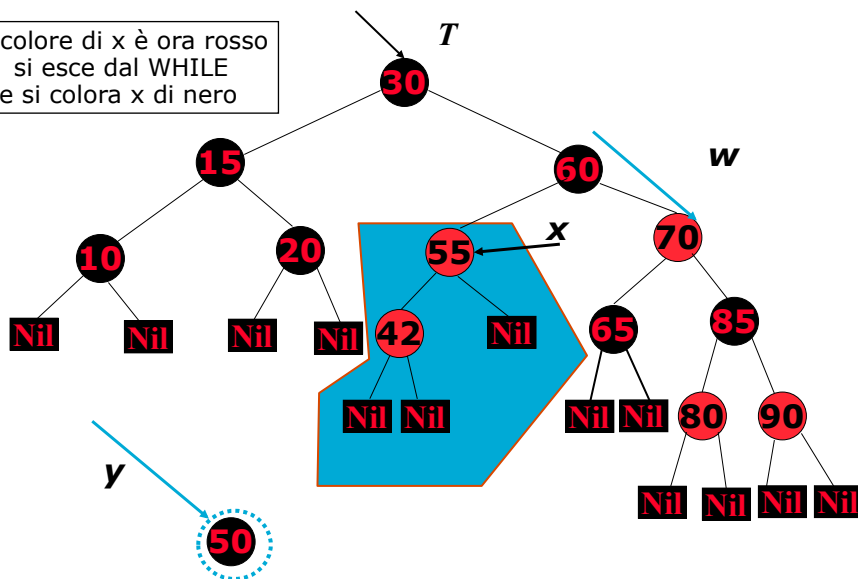 colore di x è ora rosso
si esce dal WHILE
e si colora x di nero
T
30
15
60
w
10
20
55
x
70
Nil
Nil
Nil
Nil
42
Nil
65
85
Nil
Nil
Nil
Nil
80
90
y
Nil
Nil
Nil
Nil
50